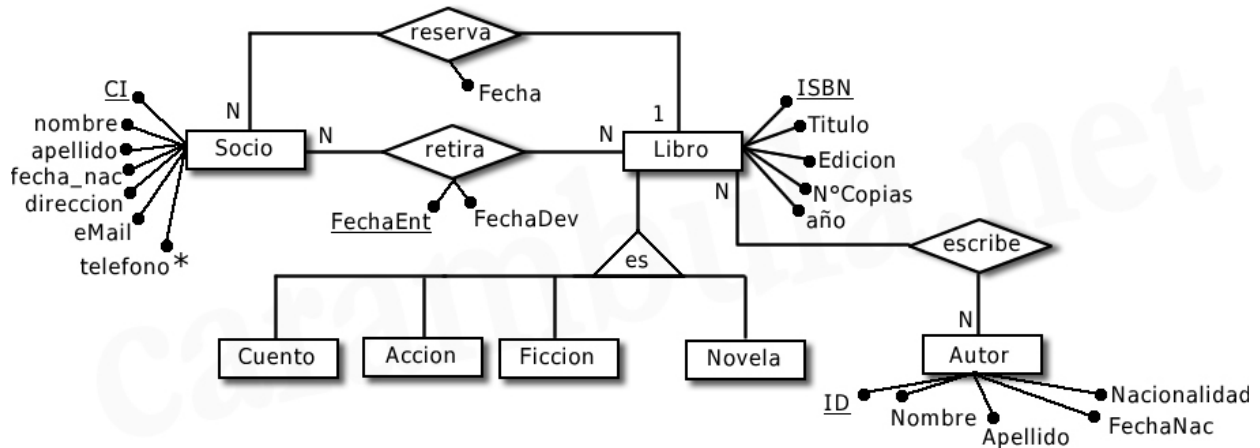 reserva
Fecha
CI
nombre
apellido
fecha_nac
direccion
eMail
telefono*
N
Socio
N
retira
FechaEnt
FechaDev
N
1
Libro
N
ISBN
Titulo
Edicion
N°Copias
año
es
escribe
Cuento
Accion
Ficcion
Novela
N
Autor
ID
Nombre
Apellido
FechaNac
Nacionalidad
carambula.net